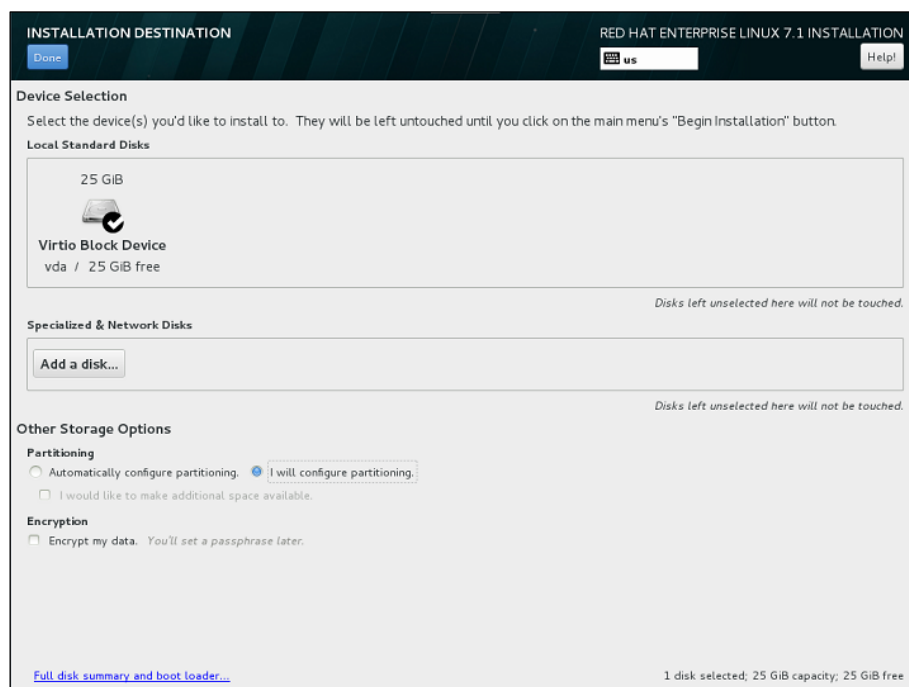 INSTALLATION DESTINATION
RED HAT ENTERPRISE LINUX 7.1 INSTALLATION
Done
us
Help!
Device Selection
Select the device(s) you'd like to install to. They will be left untouched until you click on the main menu's "Begin Installation" button.
Local Standard Disks
25 GiB
Virtio Block Device
vda / 25 GiB free
Disks left unselected here will not be touched.
Specialized & Network Disks
Add a disk...
Disks left unselected here will not be touched.
Other Storage Options
Partitioning
Automatically configure partitioning. I will configure partitioning.
I would like to make additional space available.
Encryption
Encrypt my data. You'll set a passphrase later.
Full disk summary and boot loader... 1 disk selected; 25 GiB capacity; 25 GiB free